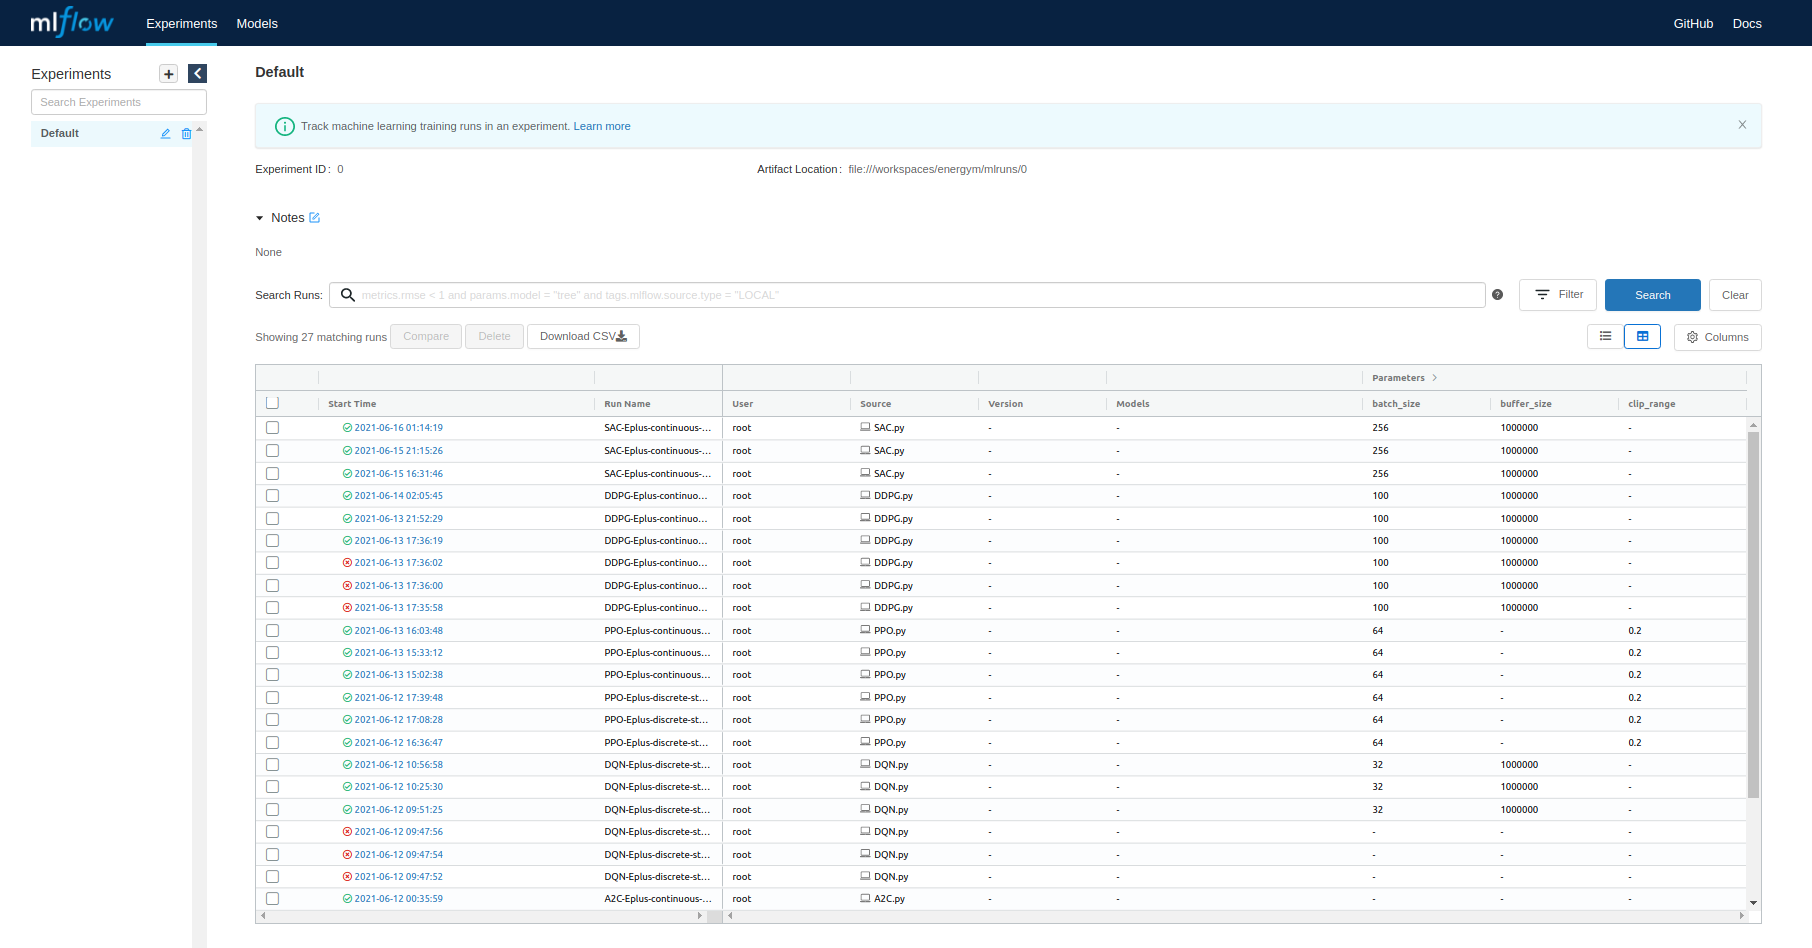 mlflow Experiments Models GitHub Docs
Experiments
Search Experiments
Default
Default
Track machine learning training runs in an experiment. Learn more
Experiment ID: 0 Artifact Location: file:///workspaces/energym/mlruns/0
Notes
None
Search Runs: metrics.rmse < 1 and params.model = "tree" and tags.mlflow.source.type = "LOCAL" Filter Search Clear
Showing 27 matching runs Compare Delete Download CSV Columns
Parameters
Start Time Run Name User Source Version Models batch_size buffer_size clip_range
2021-06-16 01:14:19 SAC-Eplus-continuous-... root SAC.py - - 256 1000000 -
2021-06-15 21:15:26 SAC-Eplus-continuous-... root SAC.py - - 256 1000000 -
2021-06-15 16:31:46 SAC-Eplus-continuous-... root SAC.py - - 256 1000000 -
2021-06-14 02:05:45 DDPG-Eplus-continuo... root DDPG.py - - 100 1000000 -
2021-06-13 21:52:29 DDPG-Eplus-continuo... root DDPG.py - - 100 1000000 -
2021-06-13 17:36:19 DDPG-Eplus-continuo... root DDPG.py - - 100 1000000 -
2021-06-13 17:36:02 DDPG-Eplus-continuo... root DDPG.py - - 100 1000000 -
2021-06-13 17:36:00 DDPG-Eplus-continuo... root DDPG.py - - 100 1000000 -
2021-06-13 17:35:58 DDPG-Eplus-continuo... root DDPG.py - - 100 1000000 -
2021-06-13 16:03:48 PPO-Eplus-continuous... root PPO.py - - 64 - 0.2
2021-06-13 15:33:12 PPO-Eplus-continuous... root PPO.py - - 64 - 0.2
2021-06-13 15:02:38 PPO-Eplus-continuous... root PPO.py - - 64 - 0.2
2021-06-12 17:39:48 PPO-Eplus-discrete-st... root PPO.py - - 64 - 0.2
2021-06-12 17:08:28 PPO-Eplus-discrete-st... root PPO.py - - 64 - 0.2
2021-06-12 16:36:47 PPO-Eplus-discrete-st... root PPO.py - - 64 - 0.2
2021-06-12 10:56:58 DQN-Eplus-discrete-st... root DQN.py - - 32 1000000 -
2021-06-12 10:25:30 DQN-Eplus-discrete-st... root DQN.py - - 32 1000000 -
2021-06-12 09:51:25 DQN-Eplus-discrete-st... root DQN.py - - 32 1000000 -
2021-06-12 09:47:56 DQN-Eplus-discrete-st... root DQN.py - - - - -
2021-06-12 09:47:54 DQN-Eplus-discrete-st... root DQN.py - - - - -
2021-06-12 09:47:52 DQN-Eplus-discrete-st... root DQN.py - - - - -
2021-06-12 00:35:59 A2C-Eplus-continuous-... root A2C.py - - - - -